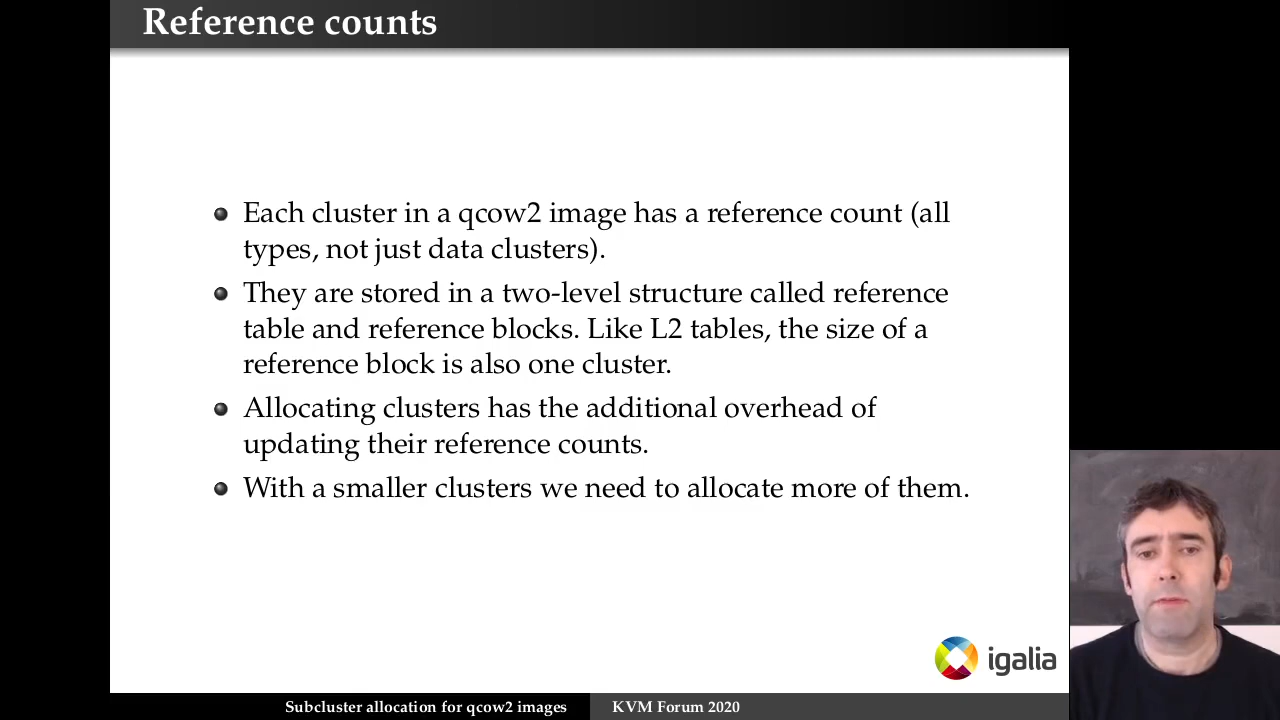 Reference counts
Each cluster in a qcow2 image has a reference count (all
types, not just data clusters).
They are stored in a two-level structure called reference
table and reference blocks. Like L2 tables, the size of a
reference block is also one cluster.
Allocating clusters has the additional overhead of
updating their reference counts.
With a smaller clusters we need to allocate more of them.
igalia
Subcluster allocation for qcow2 images
KVM Forum 2020